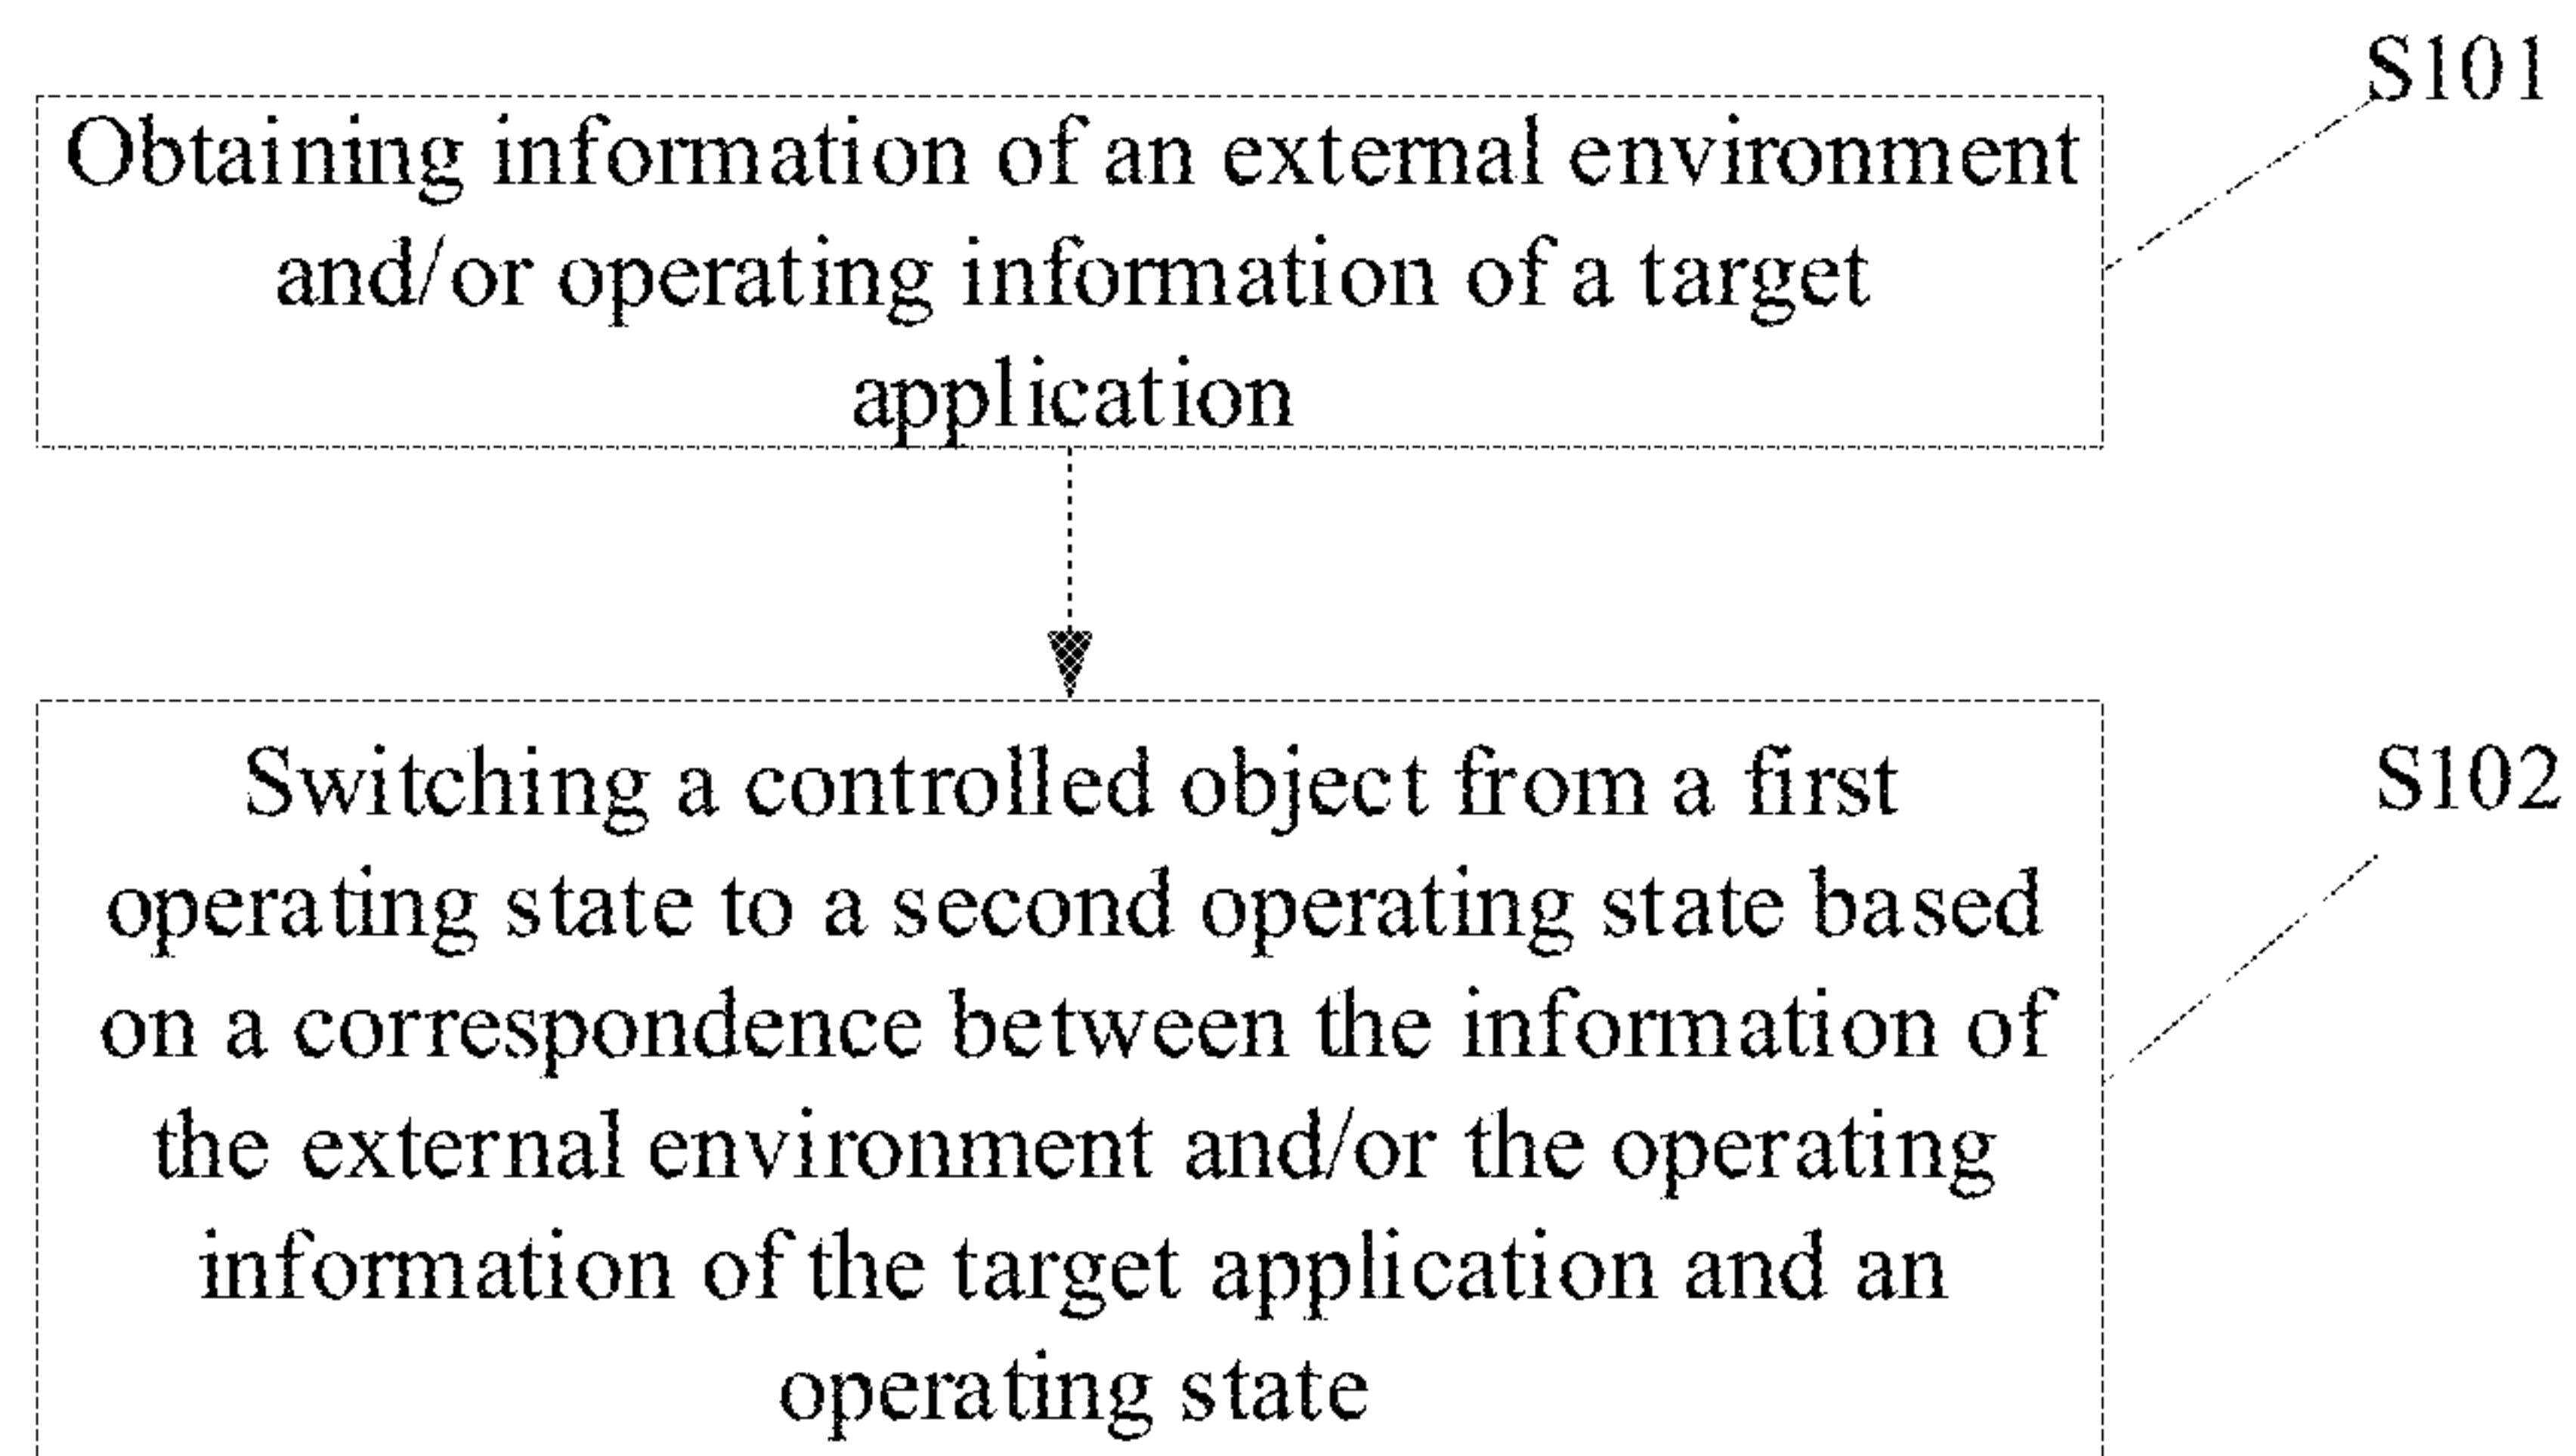 S101
Obtaining information of an external environment
and/or operating information of a target
application
Switching a controlled object from a first
S102
operating state to a second operating state based
on a correspondence between the information of
the external environment and/or the operating
information of the target application and an
operating state